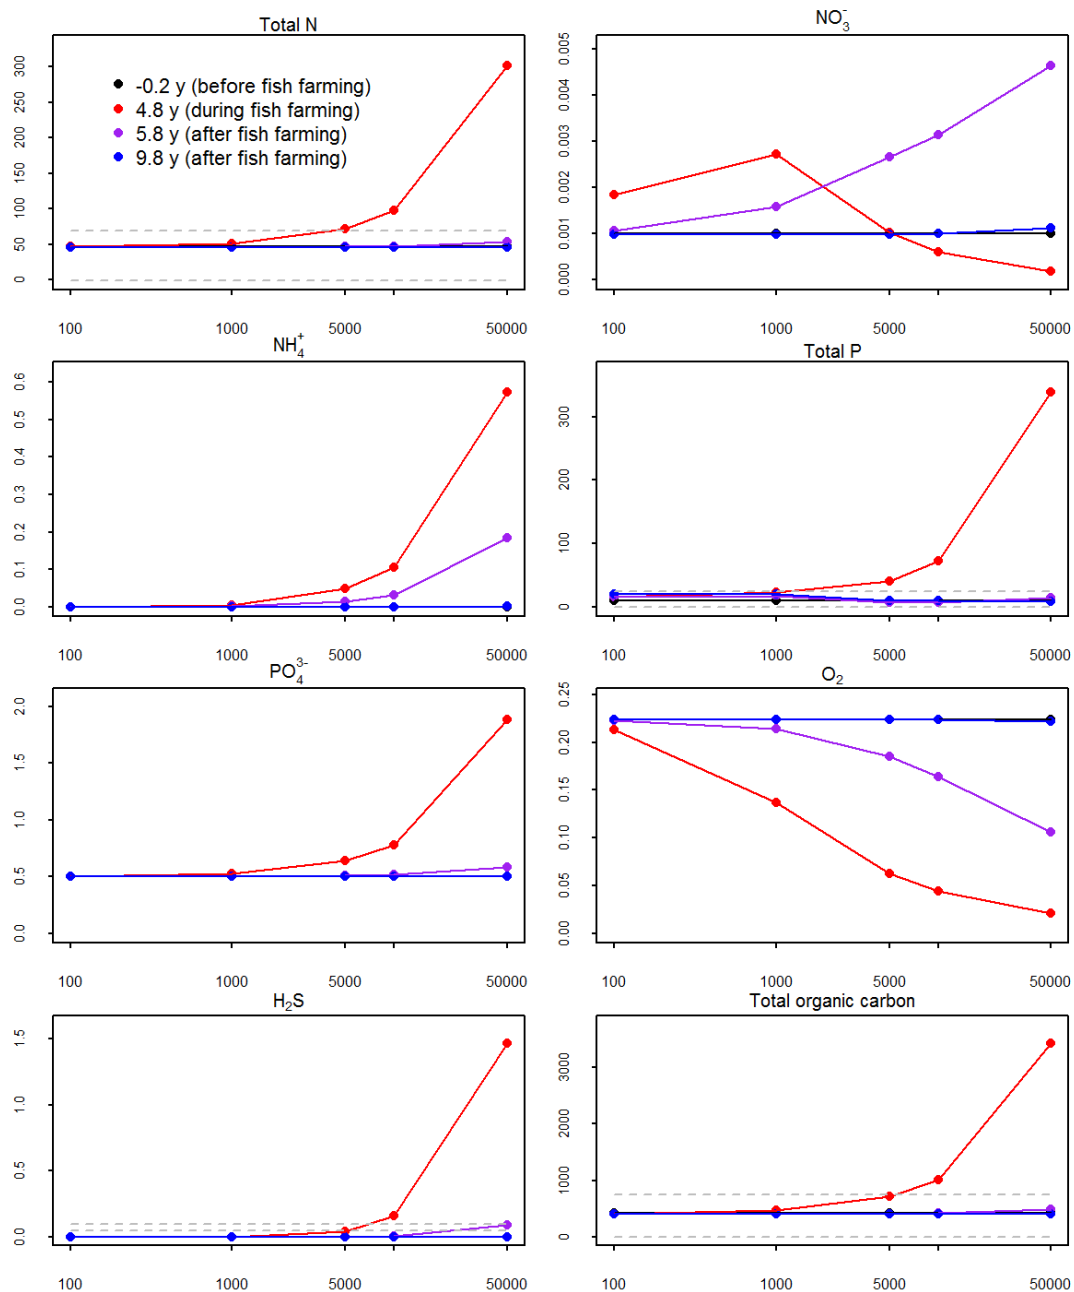 Total N
300
250
200
150
100
50
0
-0.2 y (before fish farming)
4.8 y (during fish farming)
5.8 y (after fish farming)
9.8 y (after fish farming)
100 1000 5000 50000
NO₃⁻
0.005
0.004
0.003
0.002
0.001
0.000
100 1000 5000 50000
NH₄⁺
0.6
0.5
0.4
0.3
0.2
0.1
0.0
100 1000 5000 50000
Total P
300
200
100
0
100 1000 5000 50000
PO₄³⁻
2.0
1.5
1.0
0.5
0.0
100 1000 5000 50000
O₂
0.25
0.20
0.15
0.10
0.05
0.00
100 1000 5000 50000
H₂S
1.5
1.0
0.5
0.0
100 1000 5000 50000
Total organic carbon
3000
2000
1000
0
100 1000 5000 50000